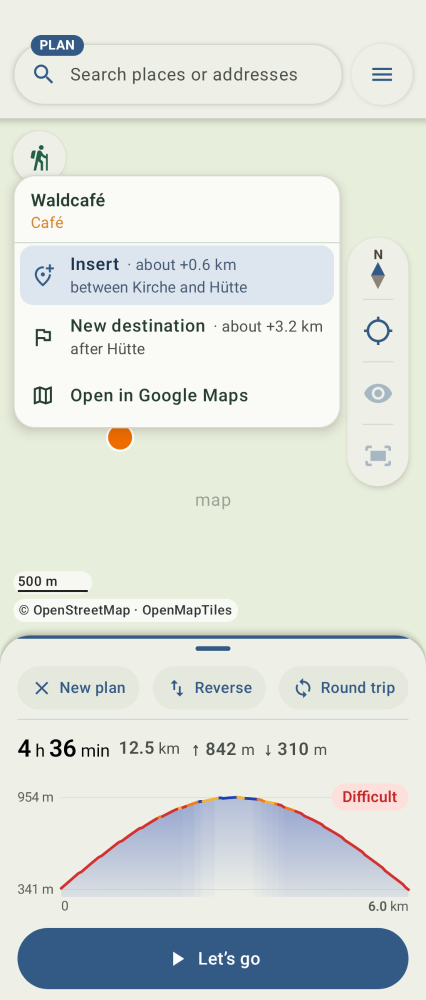 PLAN
Search places or addresses
Waldcafé
Café
Insert · about +0.6 km
between Kirche and Hütte
New destination · about +3.2 km
after Hütte
Open in Google Maps
N
map
500 m
© OpenStreetMap · OpenMapTiles
New plan
Reverse
Round trip
4 h 36 min 12.5 km ↑ 842 m ↓ 310 m
954 m
Difficult
341 m
0
6.0 km
Let's go